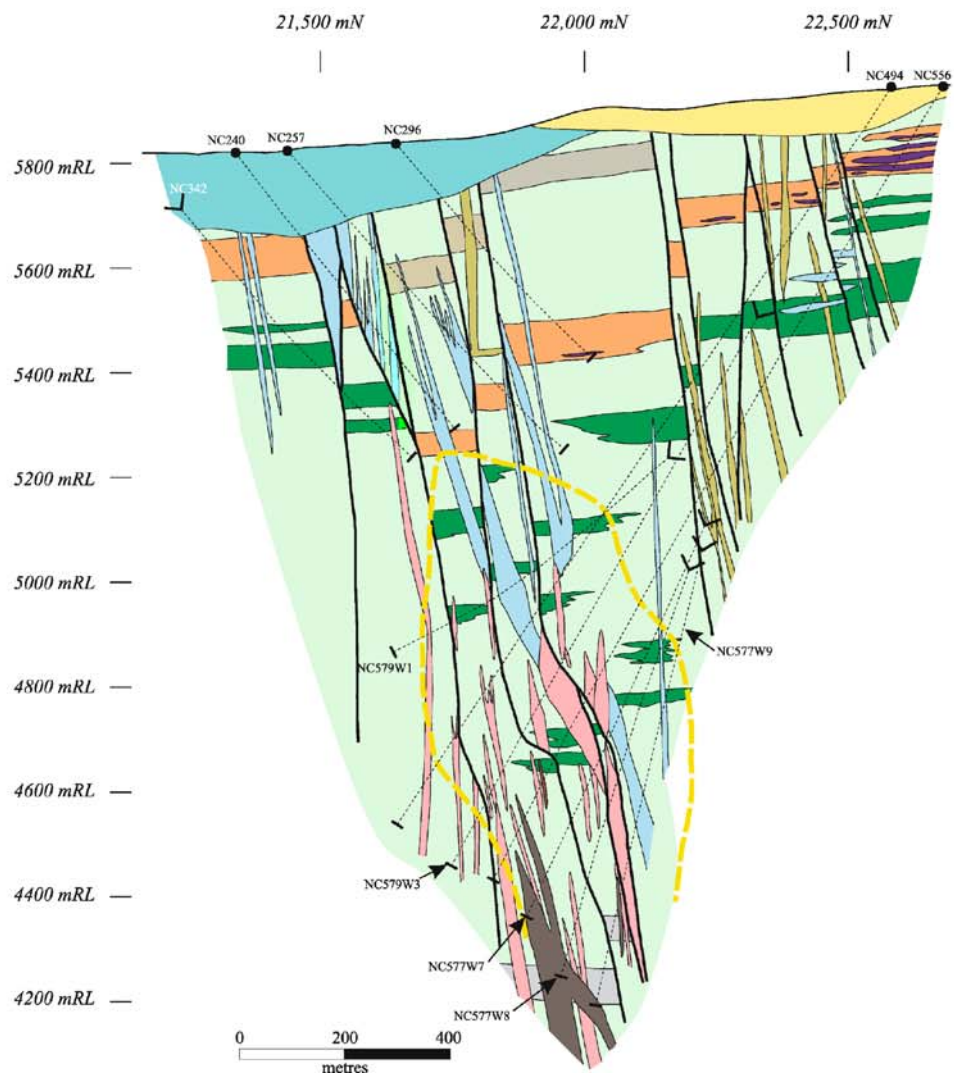 21,500 mN 22,000 mN 22,500 mN
NC494 NC556
NC240 NC257 NC296
5800 mRL
NC342
5600 mRL
5400 mRL
5200 mRL
5000 mRL
NC577W9
NC579W1
4800 mRL
4600 mRL
NC579W3
4400 mRL
NC577W7
4200 mRL
NC577W8
0 200 400
metres